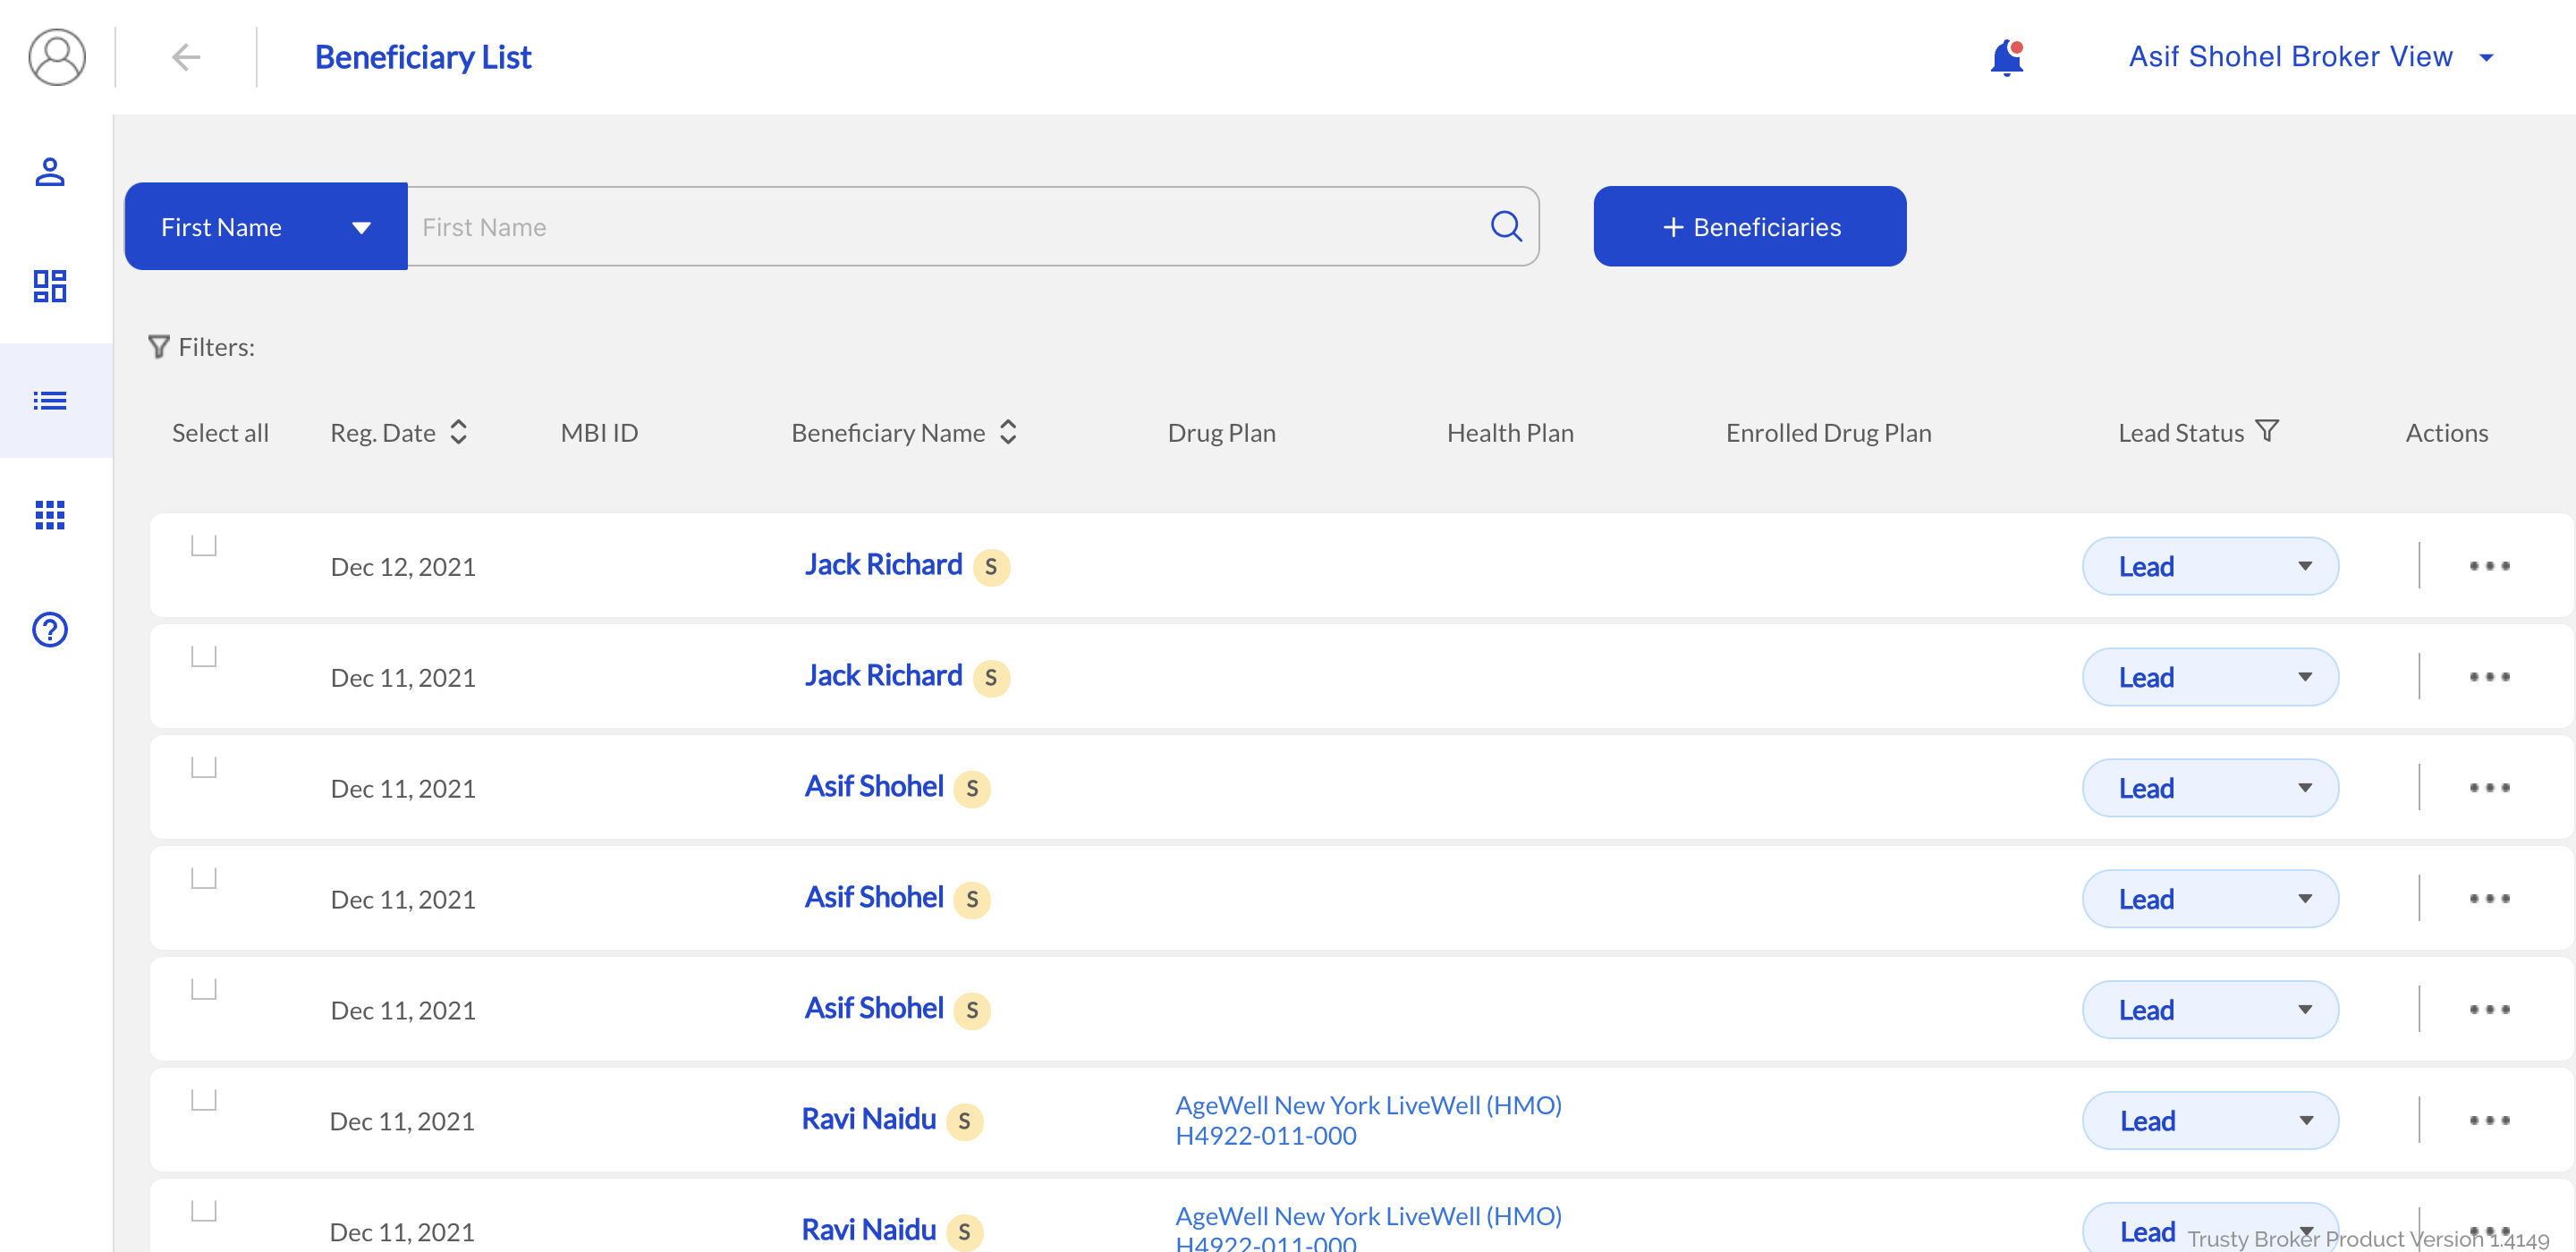 Beneficiary List
Asif Shohel Broker View
First Name
First Name
+ Beneficiaries
Filters:
Select all Reg. Date MBI ID Beneficiary Name Drug Plan Health Plan Enrolled Drug Plan Lead Status Actions
Dec 12, 2021 Jack Richard S Lead
Dec 11, 2021 Jack Richard S Lead
Dec 11, 2021 Asif Shohel S Lead
Dec 11, 2021 Asif Shohel S Lead
Dec 11, 2021 Asif Shohel S Lead
Dec 11, 2021 Ravi Naidu S AgeWell New York LiveWell (HMO) Lead
H4922-011-000
Dec 11, 2021 Ravi Naidu S AgeWell New York LiveWell (HMO) Lead
H4922-011-000
Trusty Broker Product Version 1.4149